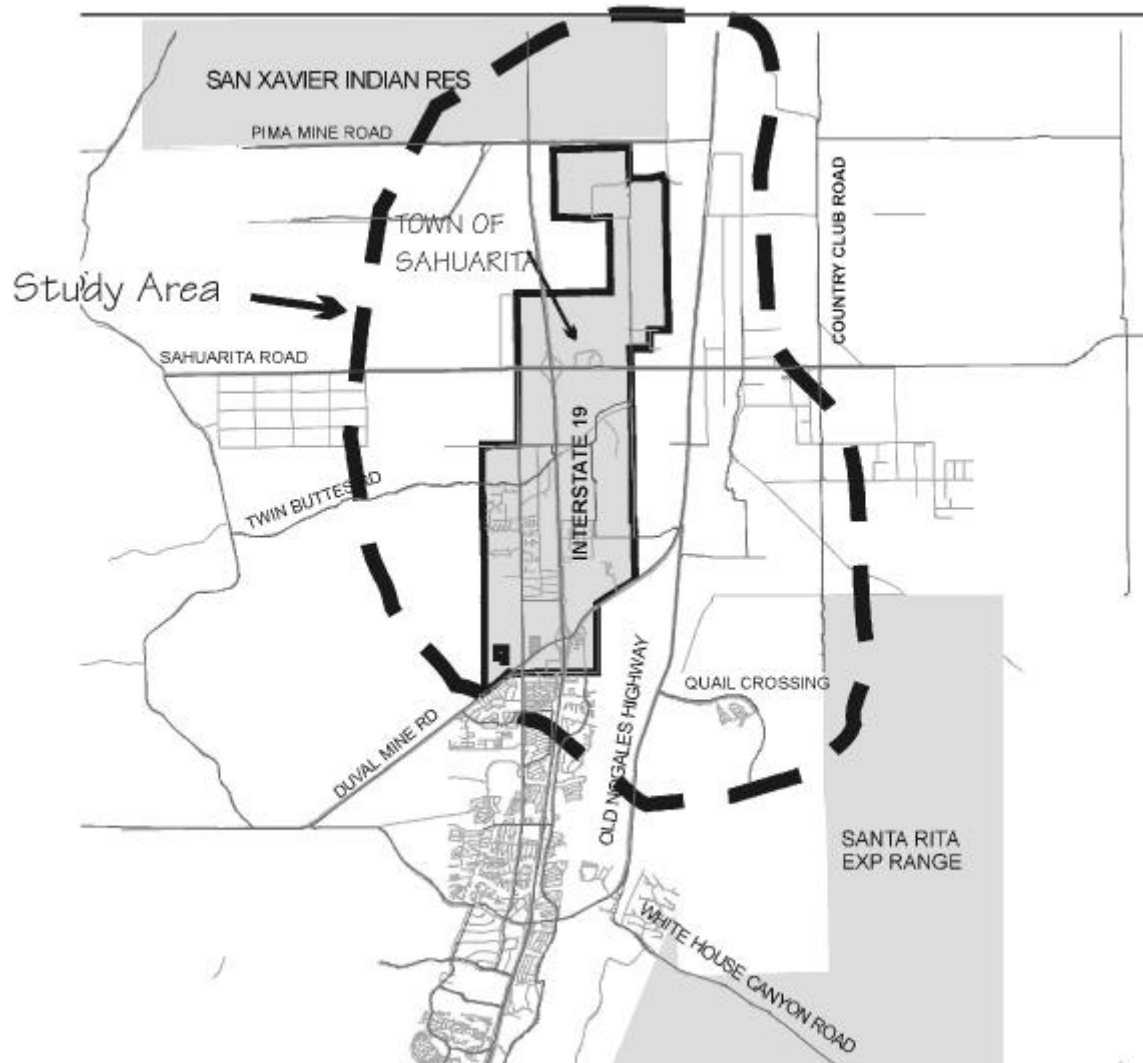 SAN XAVIER INDIAN RES
PIMA MINE ROAD
TOWN OF
SAHUARITA
COUNTRY CLUB ROAD
Study Area
SAHUARITA ROAD
INTERSTATE 19
TWIN BUTTES RD
QUAIL CROSSING
OLD NOGALES HIGHWAY
DUVAL MINE RD
SANTA RITA
EXP RANGE
WHITE HOUSE CANYON ROAD